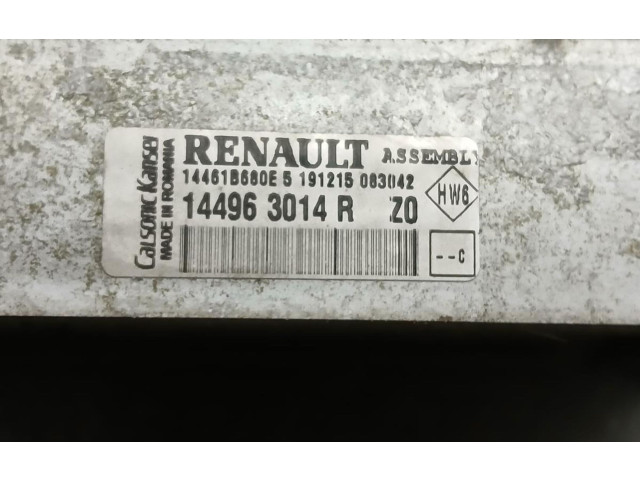 Calsonic Kansei
MADE IN ROMANIA
RENAULT ASSEMBLY
14461B680E 5 191215 083042
14496 3014 R Z0
HW6
--C